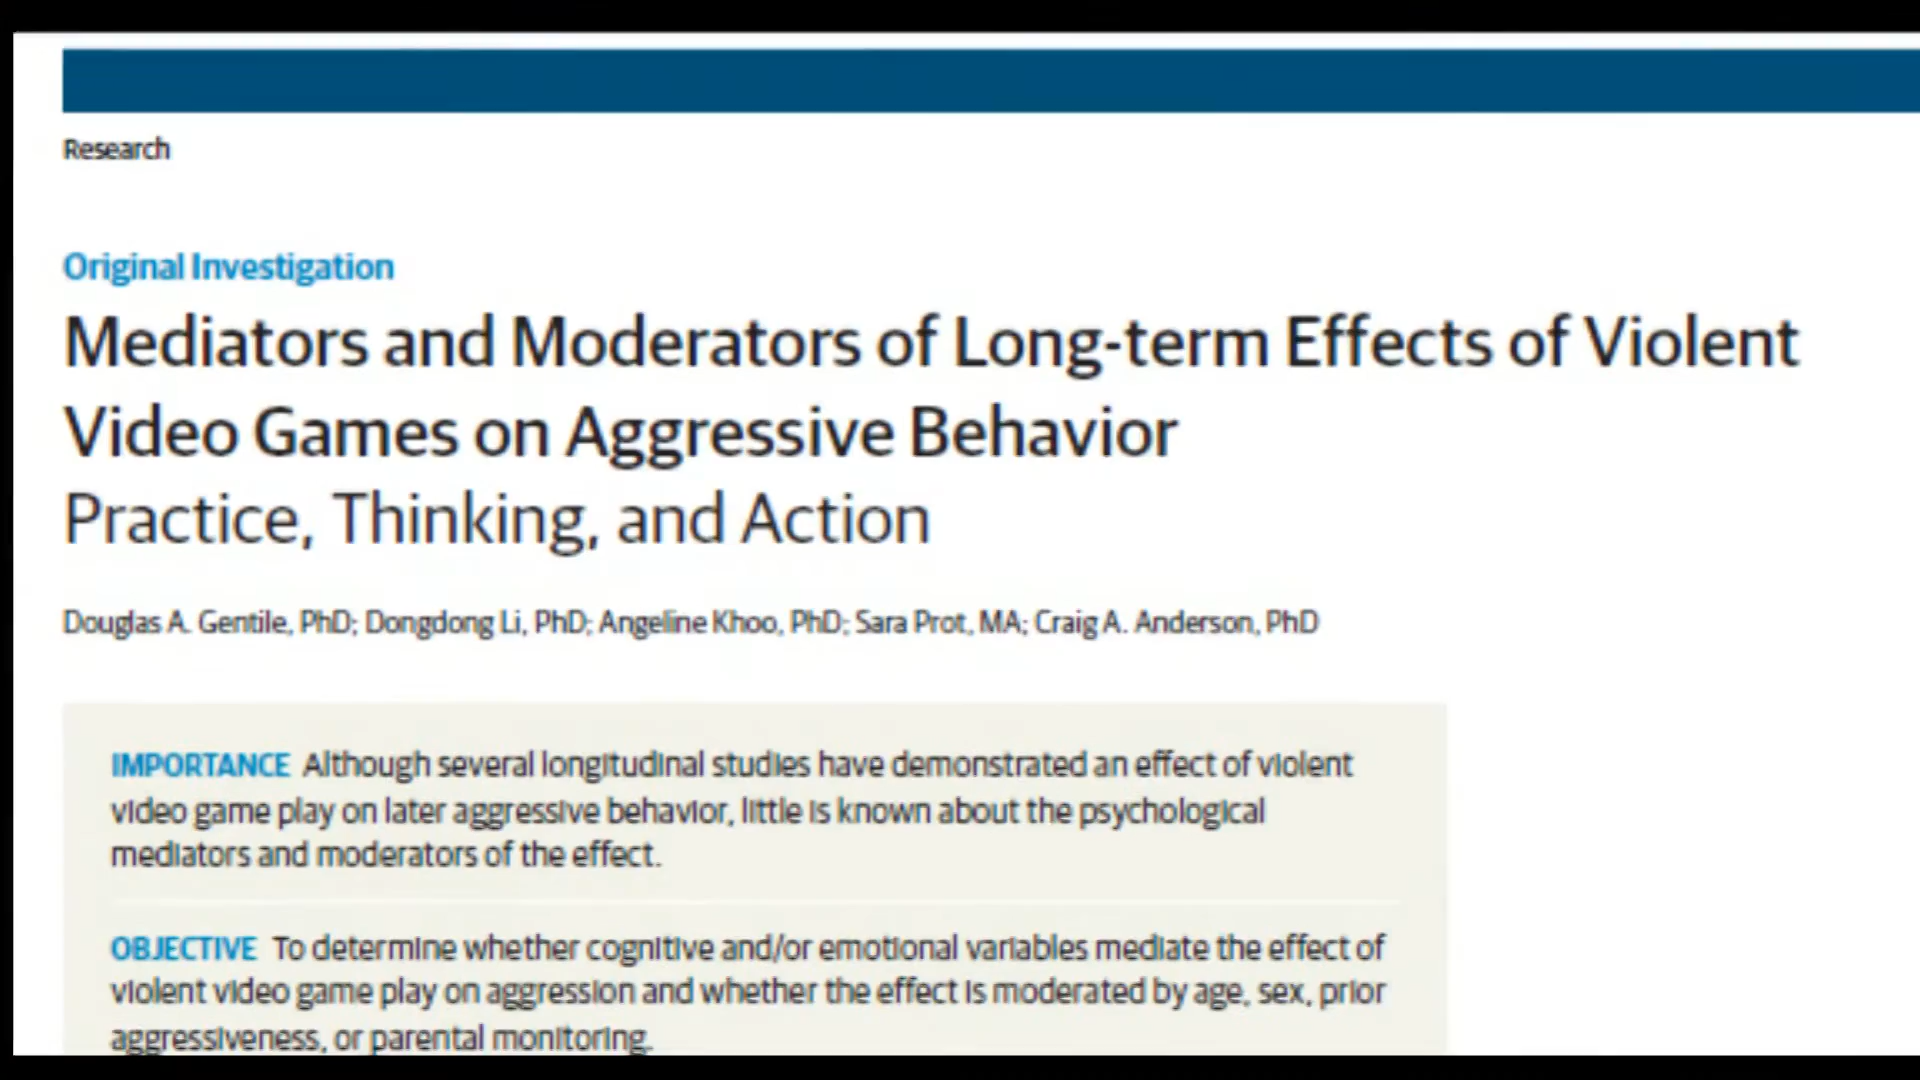 Research
Original Investigation
Mediators and Moderators of Long-term Effects of Violent
Video Games on Aggressive Behavior
Practice, Thinking, and Action
Douglas A. Gentile, PhD; Dongdong Li, PhD; Angeline Khoo, PhD; Sara Prot, MA; Craig A. Anderson, PhD
IMPORTANCE Although several longitudinal studies have demonstrated an effect of violent
video game play on later aggressive behavior, little is known about the psychological
mediators and moderators of the effect.
OBJECTIVE To determine whether cognitive and/or emotional variables mediate the effect of
violent video game play on aggression and whether the effect is moderated by age, sex, prior
aggressiveness, or parental monitoring.